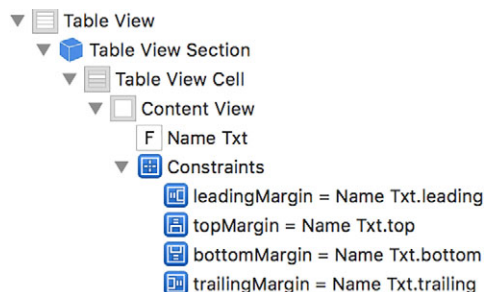 Table View
Table View Section
Table View Cell
Content View
F Name Txt
Constraints
leadingMargin = Name Txt.leading
topMargin = Name Txt.top
bottomMargin = Name Txt.bottom
trailingMargin = Name Txt.trailing